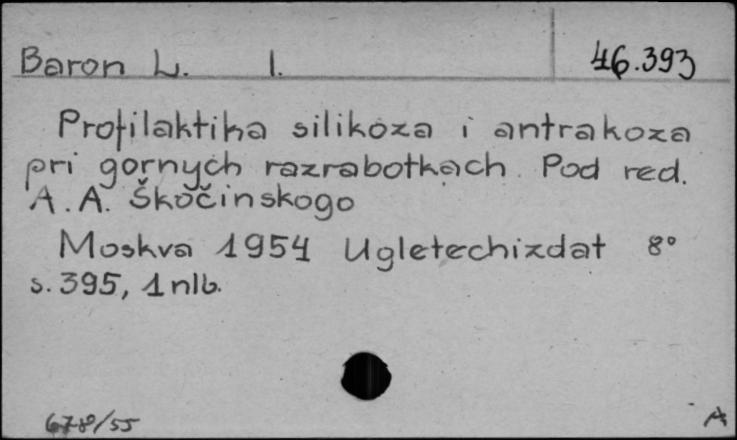 Baron L. I. 46.393
Profilaktika silikoza i antrakoza
pri gornych razrabotkach. Pod red.
A. A. Škočinskogo
Moskva 1954 Ugletechizdat 8°
s. 395, 1 nlb.
678/55 A